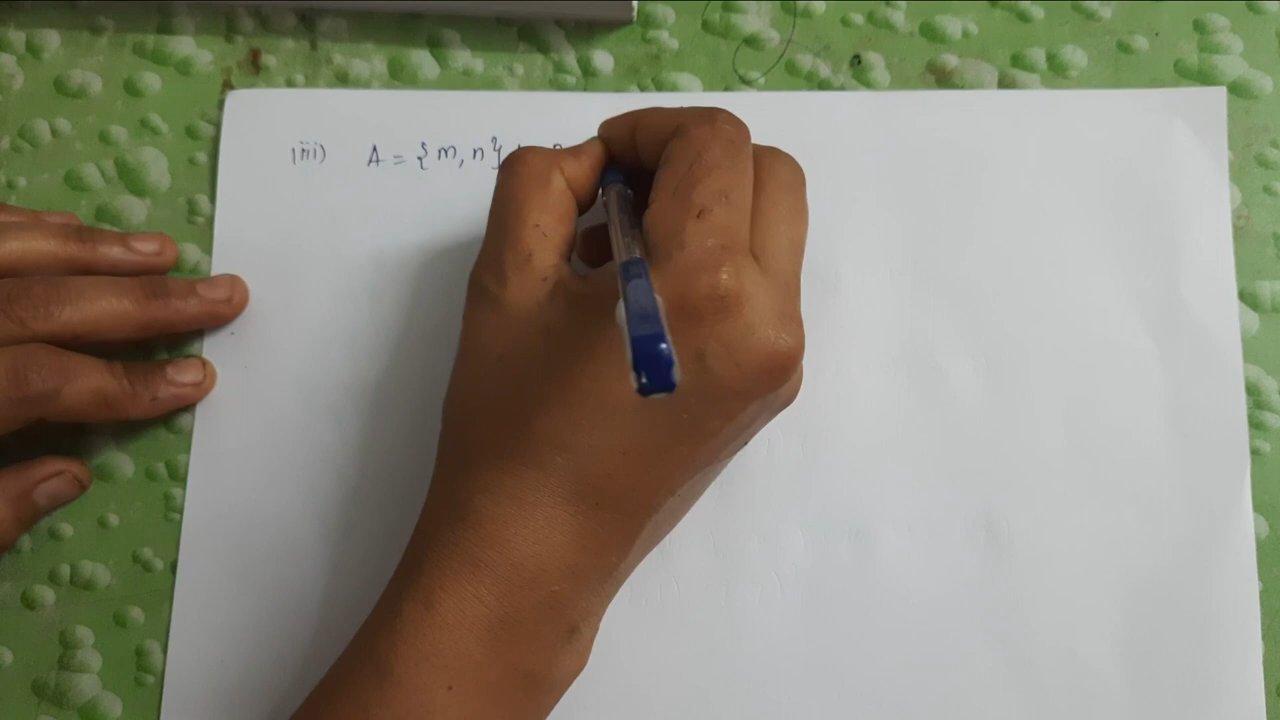 iii) A = {m, n}